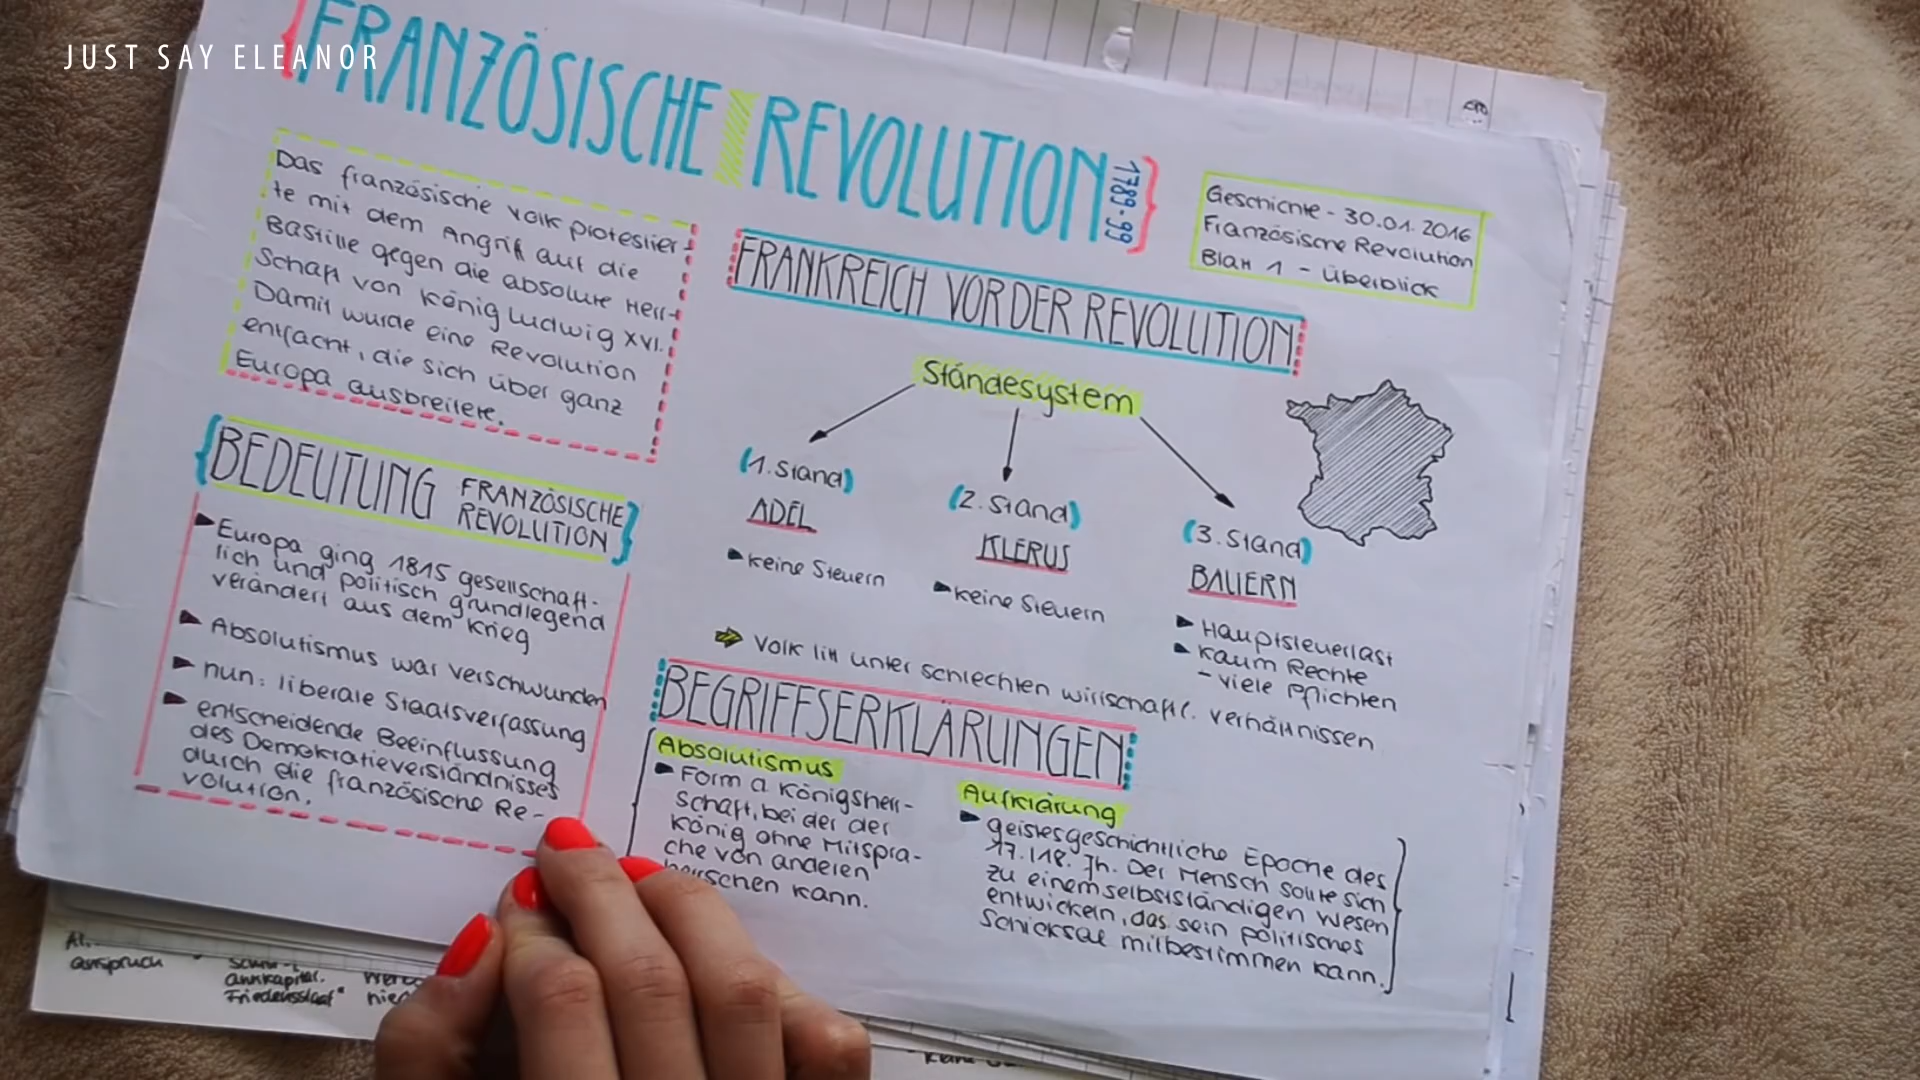 JUST SAY ELEANOR
FRANZÖSISCHE REVOLUTION
1789-99
Geschichte - 30.01.2016
Französische Revolution
Blatt 1 - Überblick
Das französische Volk protestier-
te mit dem Angriff auf die
Bastille gegen die absolute Herr-
schaft von König Ludwig XVI.
Damit wurde eine Revolution
entfacht, die sich über ganz
Europa ausbreitete.
BEDEUTUNG FRANZÖSISCHE
REVOLUTION
Europa ging 1815 gesellschaft-
lich und politisch grundlegend
verändert aus dem Krieg
Absolutismus war verschwunden
nun: liberale Staatsverfassung
entscheidende Beeinflussung
des Demokratieverständnisses
durch die französische Re-
volution.
FRANKREICH VOR DER REVOLUTION
Ständesystem
(1. Stand)
ADEL
keine Steuern
(2. Stand)
KLERUS
keine Steuern
(3. Stand)
BAUERN
Hauptsteuerlast
kaum Rechte
- viele Pflichten
Volk litt unter schlechten wirtschaftl. Verhältnissen
BEGRIFFSERKLÄRUNGEN
Absolutismus
Form d. Königsherr-
schaft, bei der der
König ohne Mitspra-
che von anderen
herrschen kann.
Aufklärung
geistesgeschichtliche Epoche des
17./18. Jh. Der Mensch sollte sich
zu einem selbstständigen Wesen
entwickeln, das sein politisches
Schicksal mitbestimmen kann.
anspruch
Friedensstaat"